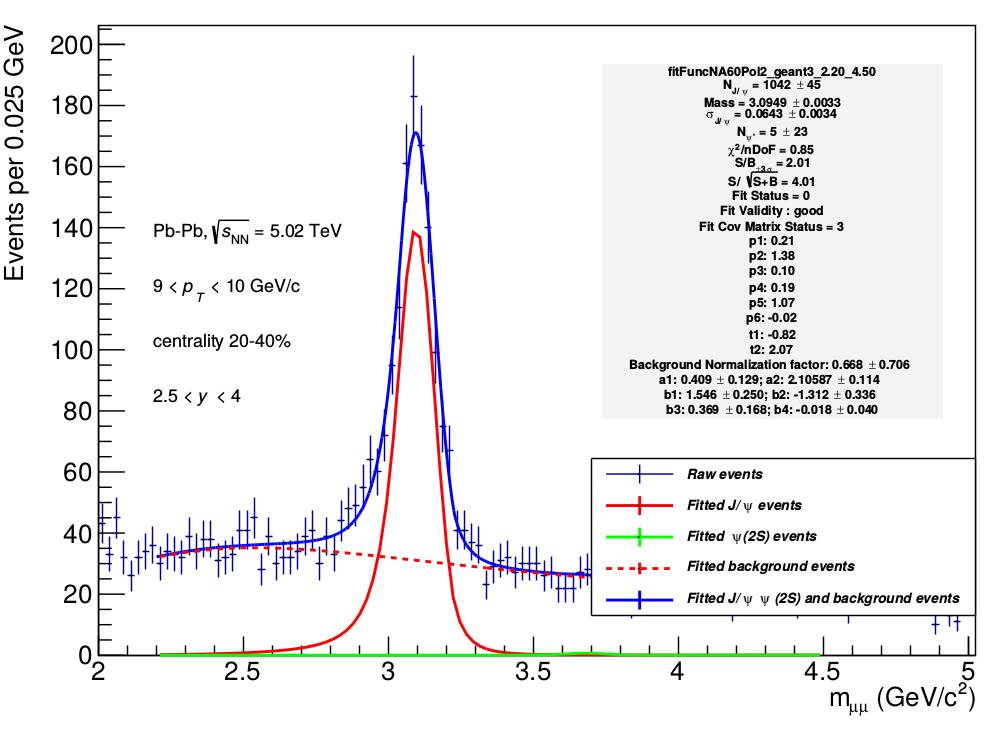 Events per 0.025 GeV
200
180
160
140
120
100
80
60
40
20
0
2
2.5
3
3.5
4
4.5
5
m_μμ (GeV/c²)
Pb-Pb, √s_NN = 5.02 TeV
9 < p_T < 10 GeV/c
centrality 20-40%
2.5 < y < 4
fitFuncNA60Pol2_geant3_2.20_4.50
N_J/ψ = 1042 ± 45
Mass = 3.0949 ± 0.0033
σ_J/ψ = 0.0643 ± 0.0034
N_ψ' = 5 ± 23
χ²/nDoF = 0.85
S/B_±3σ = 2.01
S/ √S+B = 4.01
Fit Status = 0
Fit Validity : good
Fit Cov Matrix Status = 3
p1: 0.21
p2: 1.38
p3: 0.10
p4: 0.19
p5: 1.07
p6: -0.02
t1: -0.82
t2: 2.07
Background Normalization factor: 0.668 ± 0.706
a1: 0.409 ± 0.129; a2: 2.10587 ± 0.114
b1: 1.546 ± 0.250; b2: -1.312 ± 0.336
b3: 0.369 ± 0.168; b4: -0.018 ± 0.040
Raw events
Fitted J/ψ events
Fitted ψ(2S) events
Fitted background events
Fitted J/ψ ψ (2S) and background events